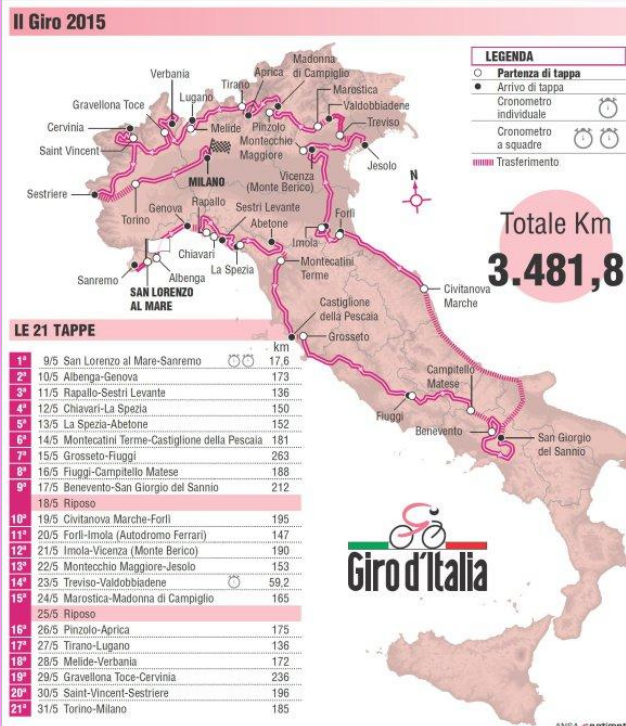 Il Giro 2015
Madonna
di Campiglio
Aprica
Verbania
Tirano
Marostica
Lugano
Valdobbiadene
Gravellona Toce
Treviso
Cervinia
Melide
Pinzolo
Montecchio
Maggiore
Saint Vincent
Jesolo
MILANO
Vicenza
(Monte Berico)
N
Sestriere
Torino
Genova
Rapallo
Sestri Levante
Abetone
Forlì
Imola
Chiavari
La Spezia
Montecatini
Terme
Sanremo
Albenga
SAN LORENZO
AL MARE
Civitanova
Marche
Castiglione
della Pescaia
Grosseto
Campitello
Matese
Fiuggi
Benevento
San Giorgio
del Sannio
LEGENDA
Partenza di tappa
Arrivo di tappa
Cronometro
individuale
Cronometro
a squadre
Trasferimento
Totale Km
3.481,8
LE 21 TAPPE
km
1ª 9/5 San Lorenzo al Mare-Sanremo 17,6
2ª 10/5 Albenga-Genova 173
3ª 11/5 Rapallo-Sestri Levante 136
4ª 12/5 Chiavari-La Spezia 150
5ª 13/5 La Spezia-Abetone 152
6ª 14/5 Montecatini Terme-Castiglione della Pescaia 181
7ª 15/5 Grosseto-Fiuggi 263
8ª 16/5 Fiuggi-Campitello Matese 188
9ª 17/5 Benevento-San Giorgio del Sannio 212
18/5 Riposo
10ª 19/5 Civitanova Marche-Forlì 195
11ª 20/5 Forlì-Imola (Autodromo Ferrari) 147
12ª 21/5 Imola-Vicenza (Monte Berico) 190
13ª 22/5 Montecchio Maggiore-Jesolo 153
14ª 23/5 Treviso-Valdobbiadene 59,2
15ª 24/5 Marostica-Madonna di Campiglio 165
25/5 Riposo
16ª 26/5 Pinzolo-Aprica 175
17ª 27/5 Tirano-Lugano 136
18ª 28/5 Melide-Verbania 172
19ª 29/5 Gravellona Toce-Cervinia 236
20ª 30/5 Saint-Vincent-Sestriere 196
21ª 31/5 Torino-Milano 185
Giro d'Italia